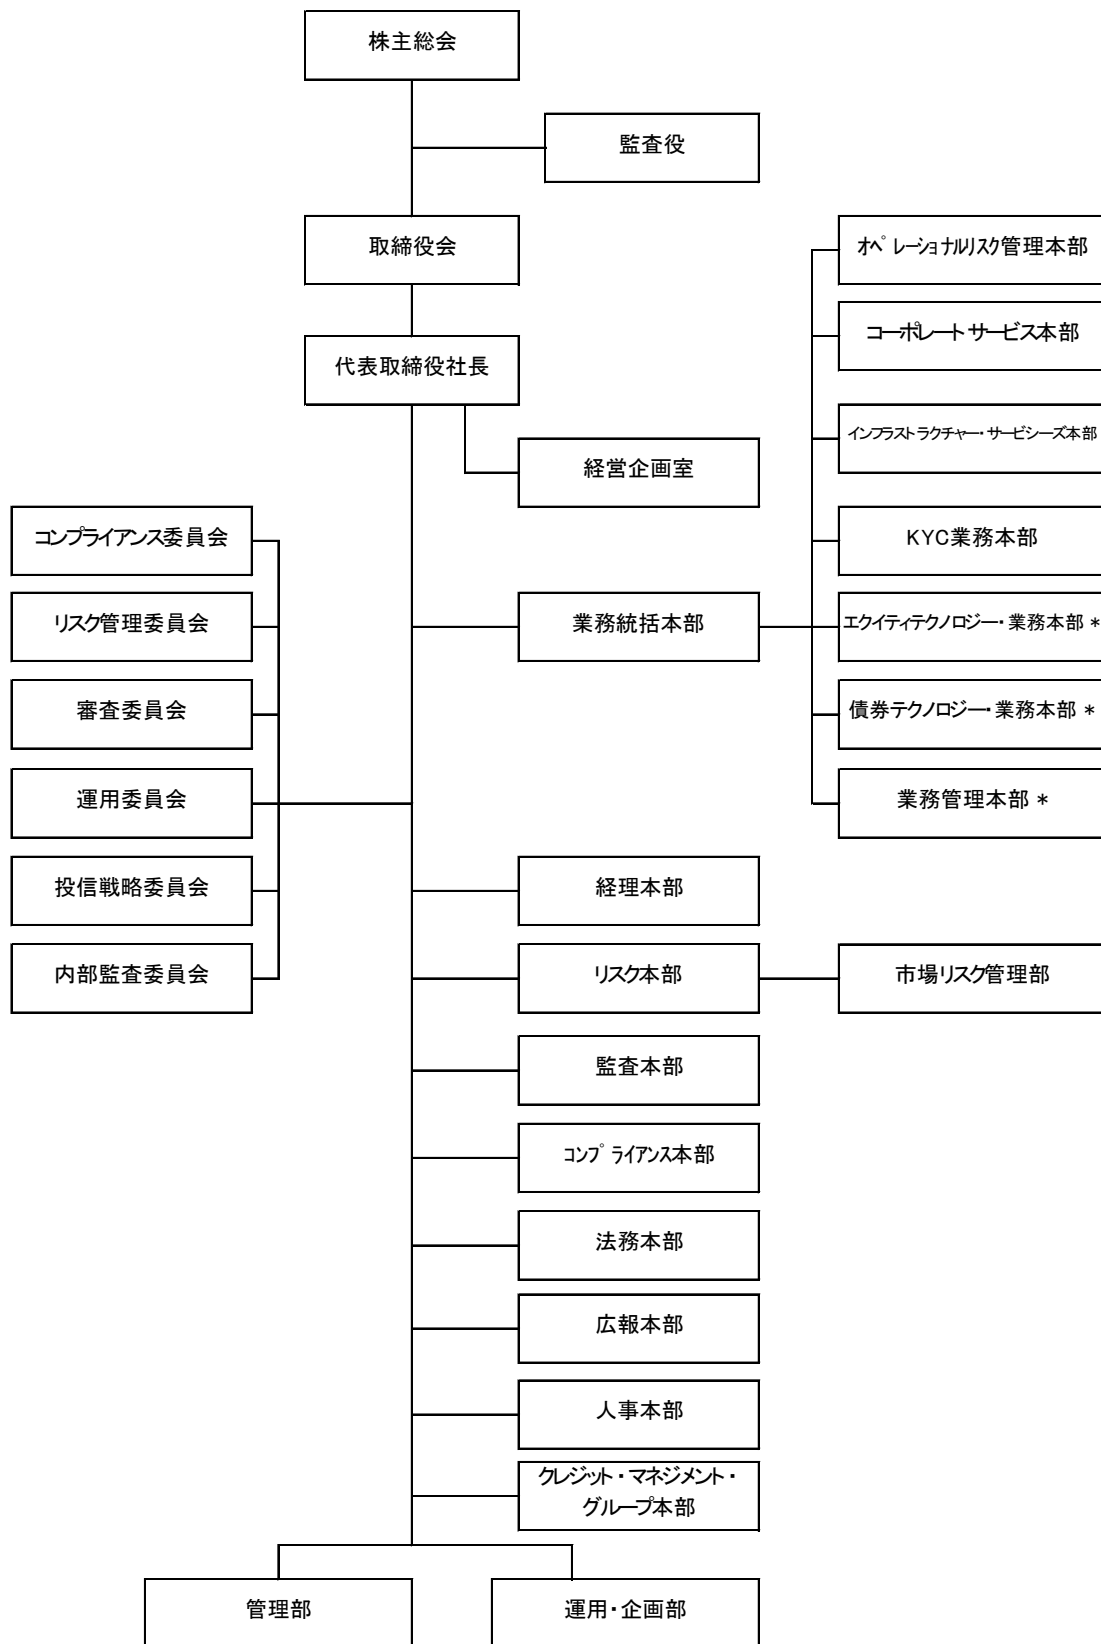 株主総会
監査役
取締役会
オペレーショナルリスク管理本部
コーポレートサービス本部
代表取締役社長
インフラストラクチャー・サービシーズ本部
経営企画室
コンプライアンス委員会
KYC業務本部
リスク管理委員会
業務統括本部
エクイティテクノロジー・業務本部 *
審査委員会
債券テクノロジー・業務本部 *
運用委員会
業務管理本部 *
投信戦略委員会
経理本部
内部監査委員会
リスク本部
市場リスク管理部
監査本部
コンプライアンス本部
法務本部
広報本部
人事本部
クレジット・マネジメント・
グループ本部
管理部
運用・企画部